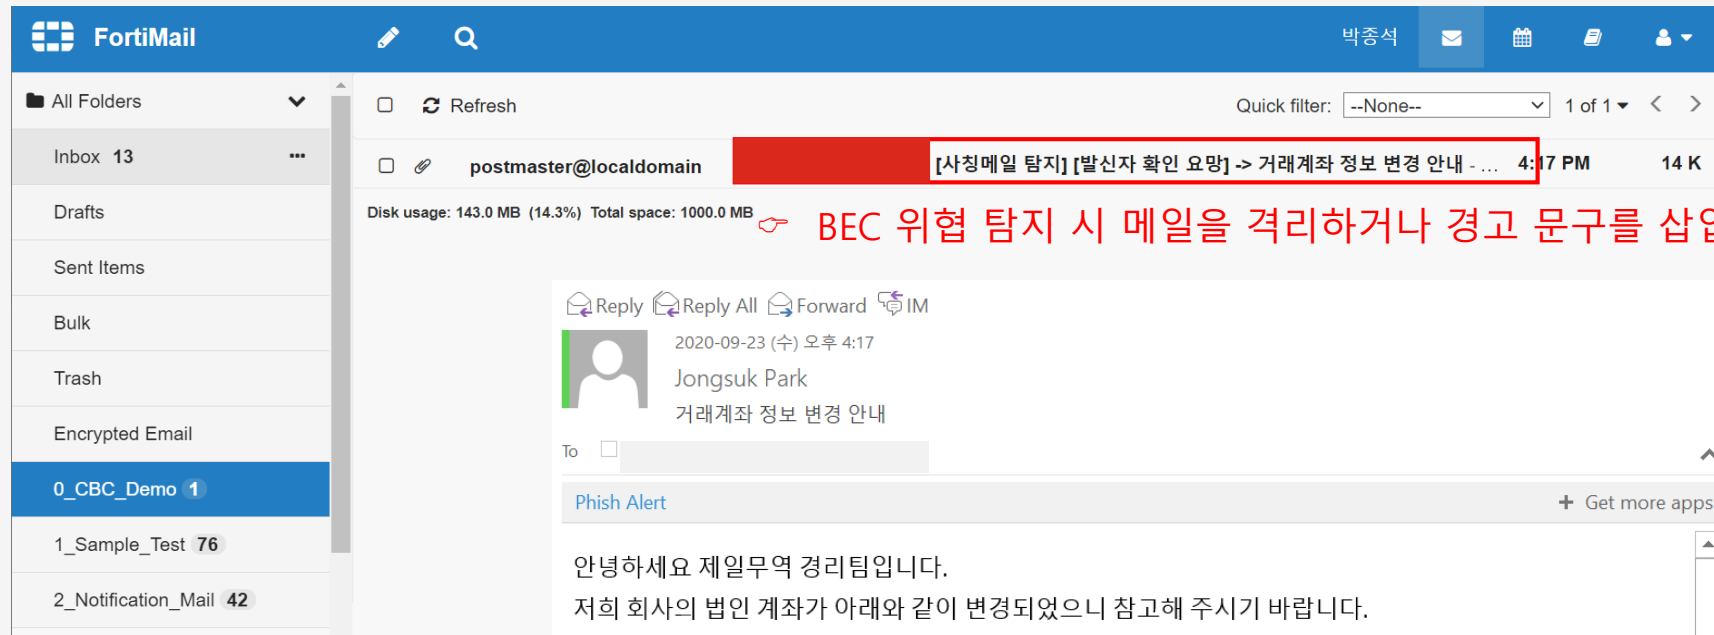 FortiMail
박종석
All Folders
Refresh
Quick filter:
--None--
1 of 1
Inbox 13
postmaster@localdomain
[사칭메일 탐지] [발신자 확인 요망] -> 거래계좌 정보 변경 안내 - ...
4:17 PM
14 K
Drafts
Disk usage: 143.0 MB (14.3%) Total space: 1000.0 MB
☞ BEC 위협 탐지 시 메일을 격리하거나 경고 문구를
Sent Items
Bulk
Trash
Encrypted Email
0_CBC_Demo 1
1_Sample_Test 76
2_Notification_Mail 42
Reply Reply All Forward IM
2020-09-23 (수) 오후 4:17
Jongsuk Park
거래계좌 정보 변경 안내
To
Phish Alert
+ Get more apps
안녕하세요 제일무역 경리팀입니다.
저희 회사의 법인 계좌가 아래와 같이 변경되었으니 참고해 주시기 바랍니다.